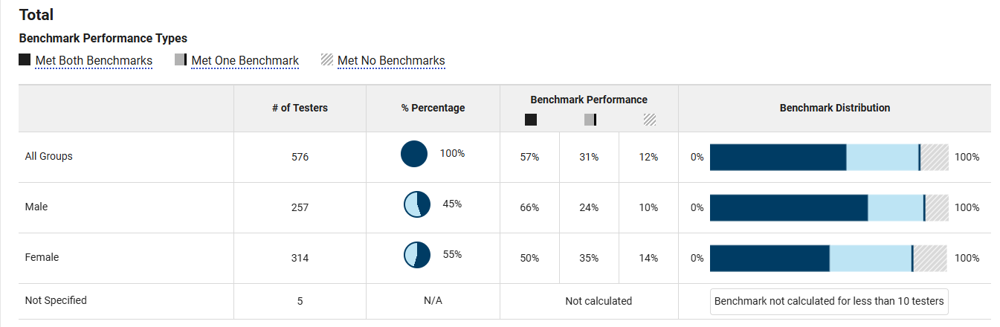 Total
Benchmark Performance Types
Met Both Benchmarks Met One Benchmark Met No Benchmarks
# of Testers % Percentage Benchmark Performance Benchmark Distribution
All Groups 576 100% 57% 31% 12% 0% 100%
Male 257 45% 66% 24% 10% 0% 100%
Female 314 55% 50% 35% 14% 0% 100%
Not Specified 5 N/A Not calculated Benchmark not calculated for less than 10 testers